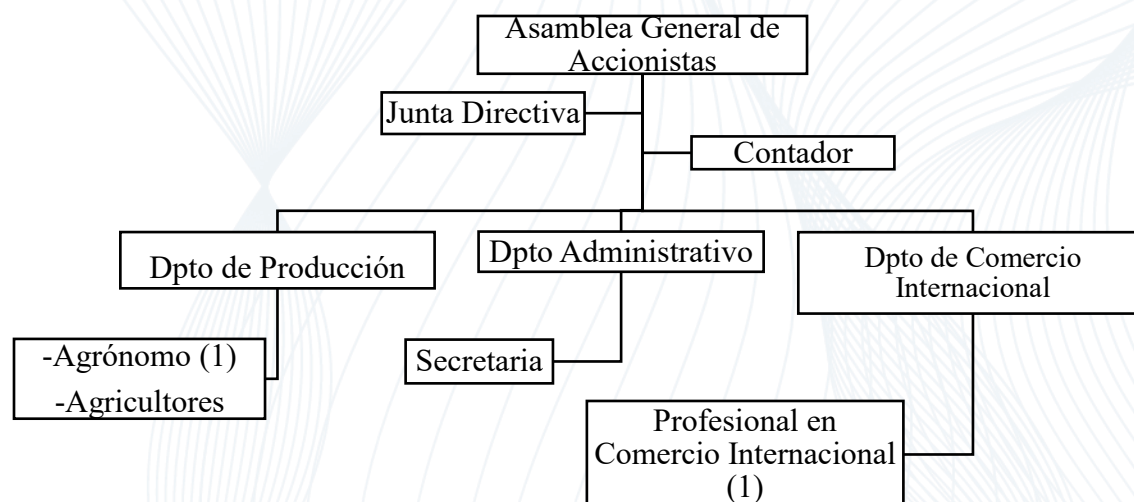 Asamblea General de
Accionistas
Junta Directiva
Contador
Dpto de Producción
Dpto Administrativo
Dpto de Comercio
Internacional
-Agrónomo (1)
-Agricultores
Secretaria
Profesional en
Comercio Internacional
(1)